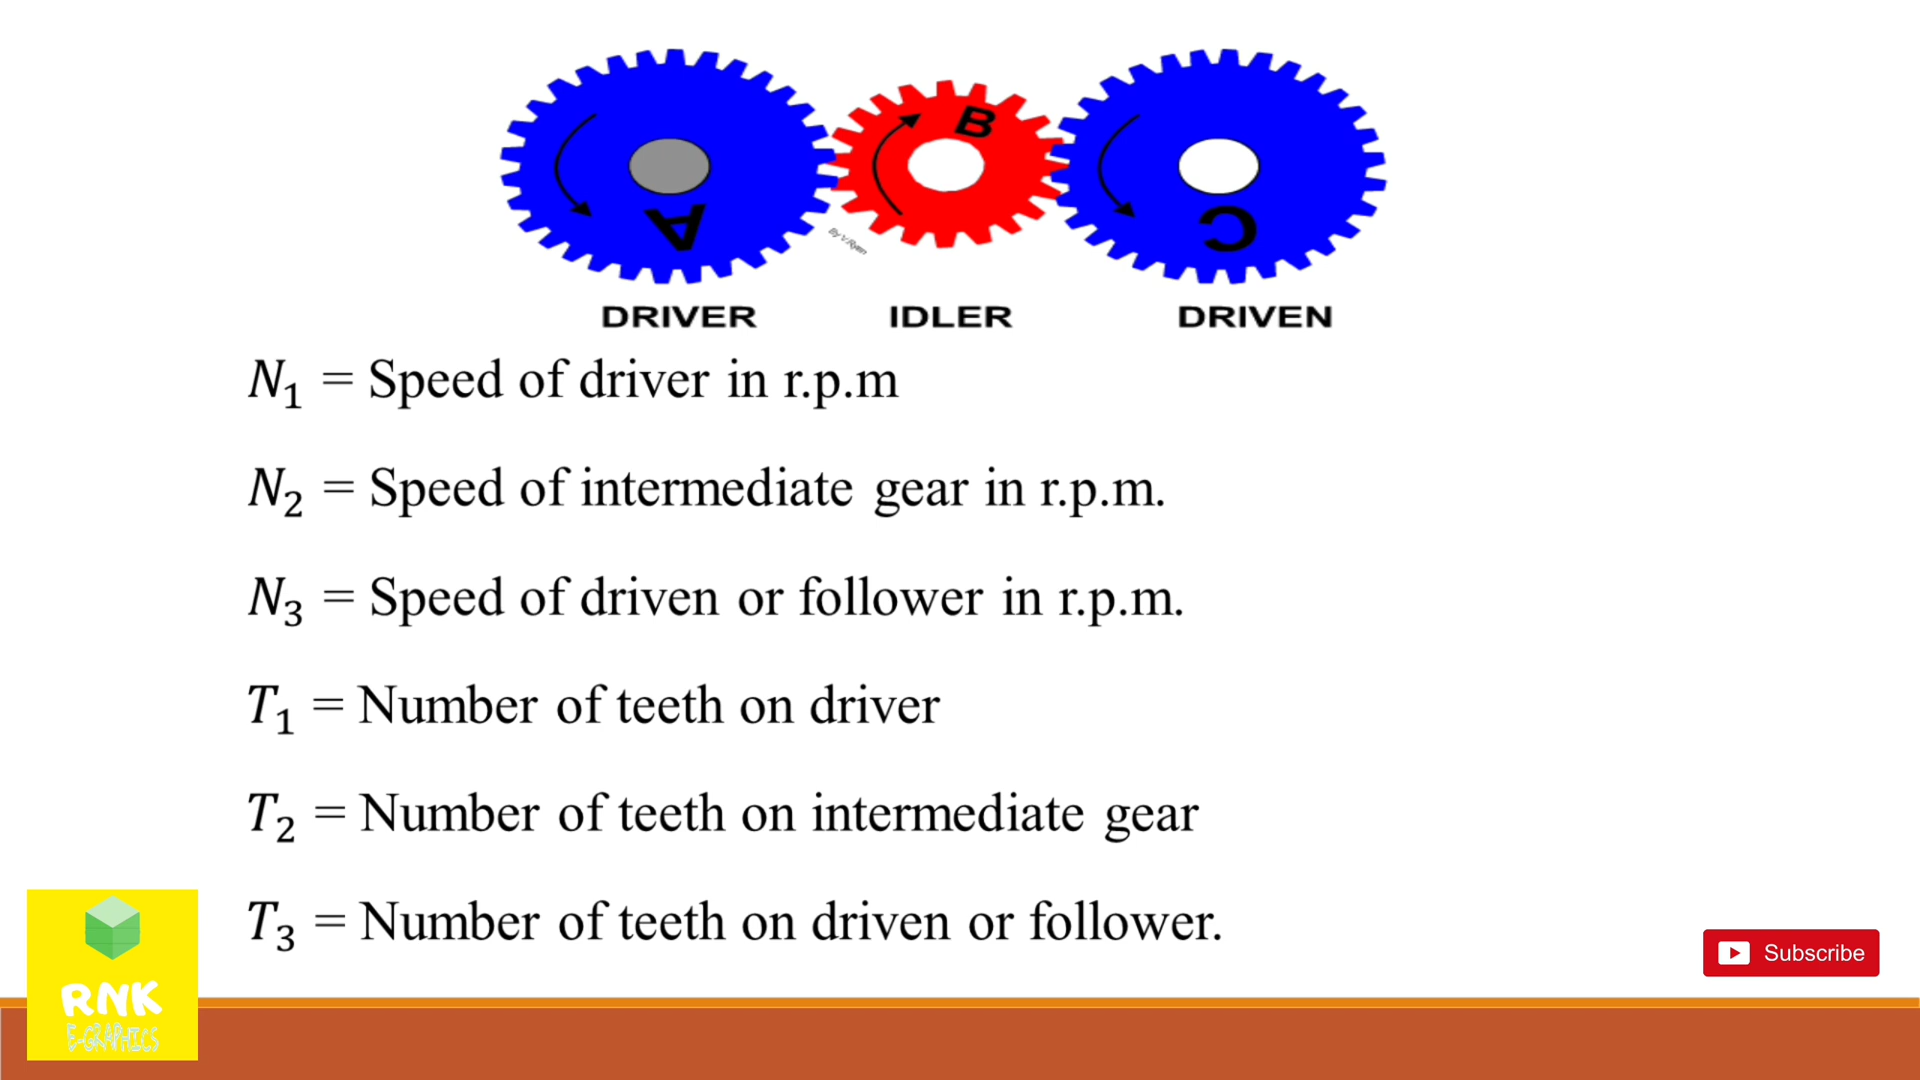 A
B
C
By V.Ryan
DRIVER IDLER DRIVEN
N₁ = Speed of driver in r.p.m
N₂ = Speed of intermediate gear in r.p.m.
N₃ = Speed of driven or follower in r.p.m.
T₁ = Number of teeth on driver
T₂ = Number of teeth on intermediate gear
T₃ = Number of teeth on driven or follower.
RNK
E-GRAPHICS
Subscribe